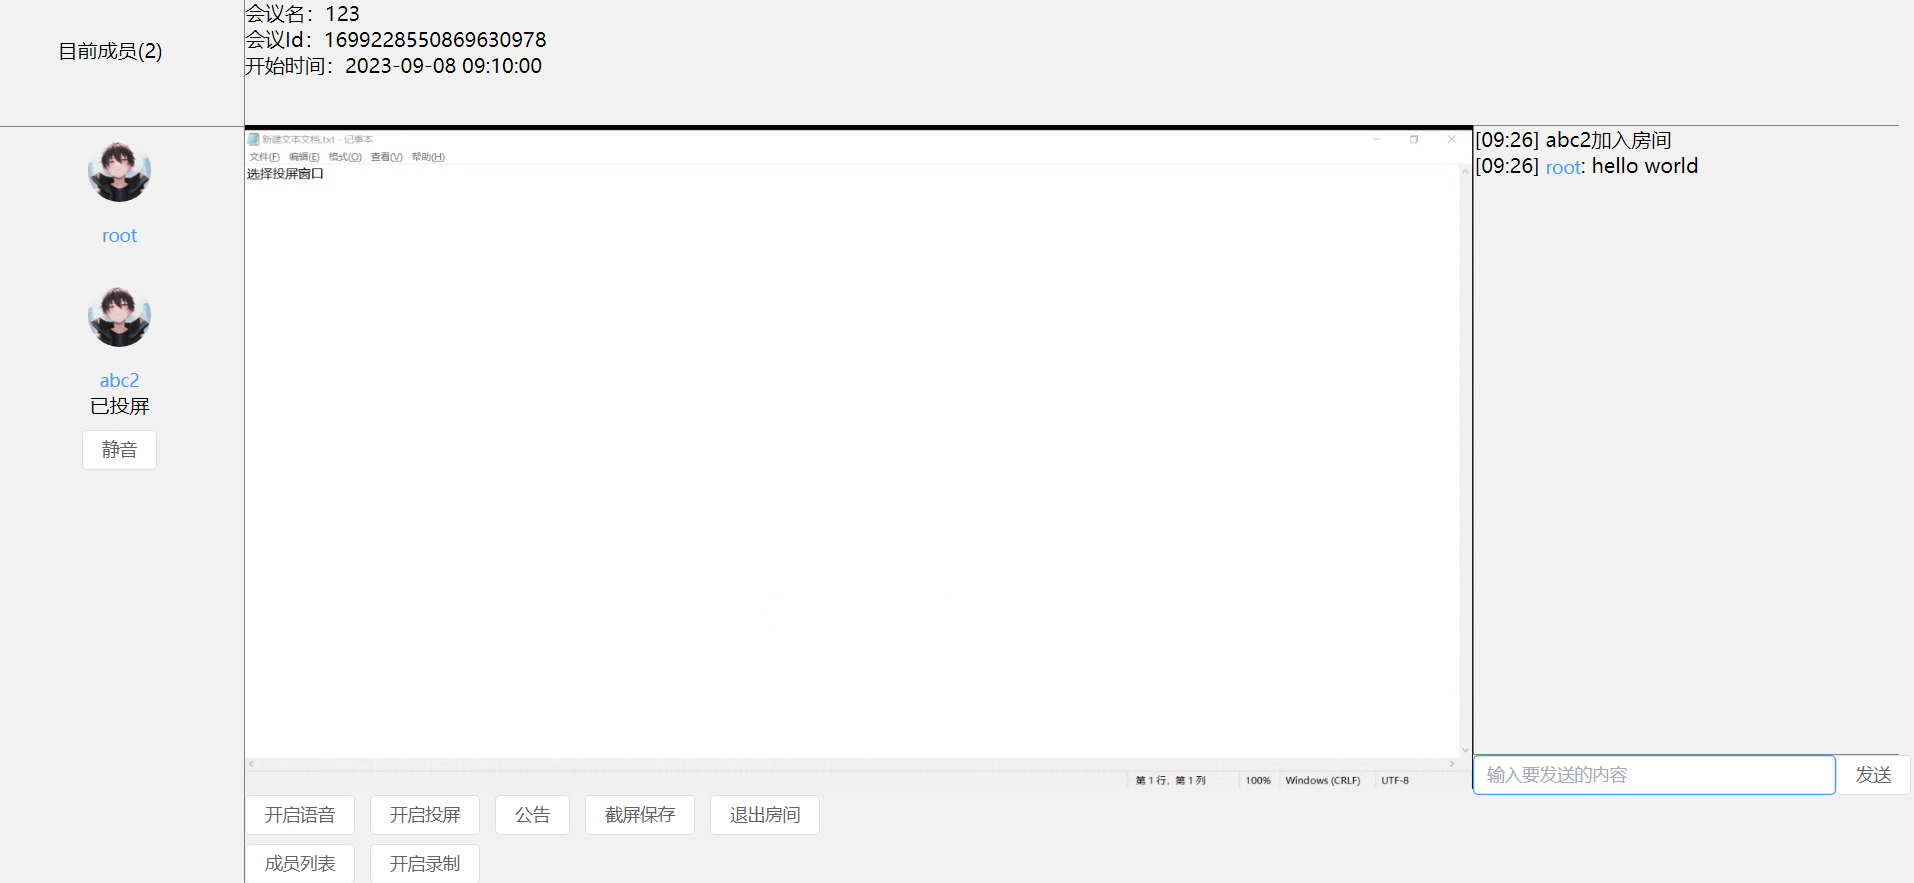 会议名：123
会议Id：1699228550869630978
开始时间：2023-09-08 09:10:00
目前成员(2)
root
abc2
已投屏
静音
新建文本文档.txt - 记事本
文件(F) 编辑(E) 格式(O) 查看(V) 帮助(H)
选择投屏窗口
第 1 行，第 1 列 100% Windows (CRLF) UTF-8
[09:26] abc2加入房间
[09:26] root: hello world
输入要发送的内容 发送
开启语音 开启投屏 公告 截屏保存 退出房间
成员列表 开启录制